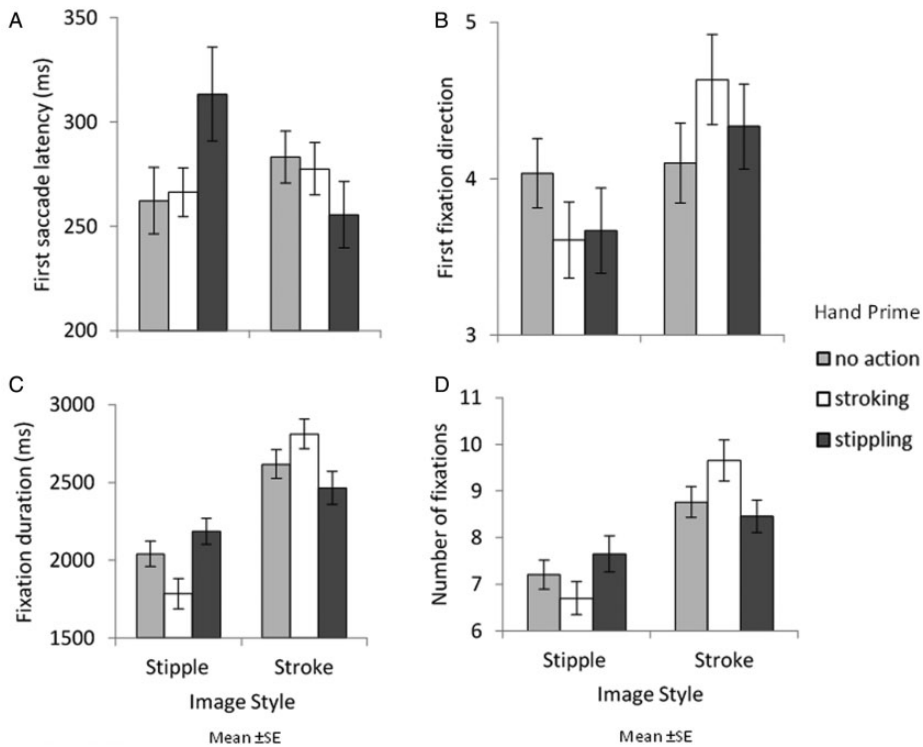 A
First saccade latency (ms)
350
300
250
200
B
First fixation direction
5
4
3
Hand Prime
no action
stroking
stippling
C
Fixation duration (ms)
3000
2500
2000
1500
Stipple Stroke
Image Style
Mean ±SE
D
Number of fixations
11
10
9
8
7
6
Stipple Stroke
Image Style
Mean ±SE